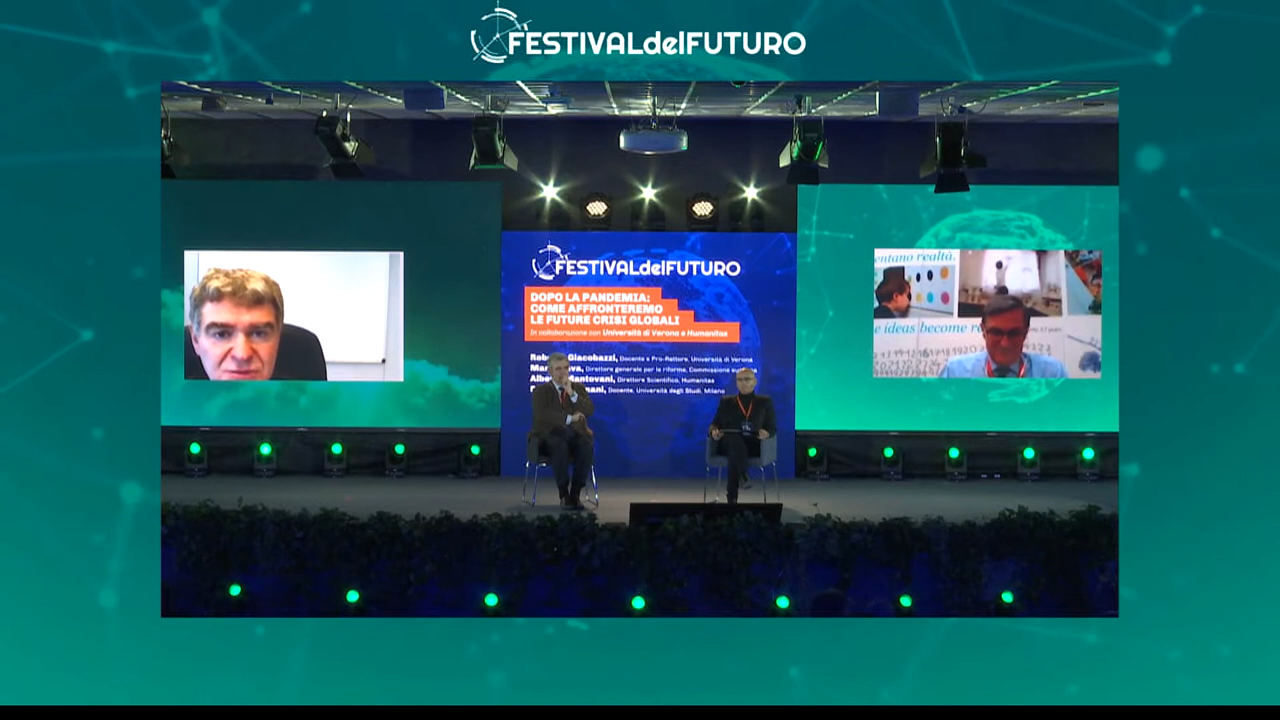 FESTIVALdelFUTURO
FESTIVALdelFUTURO
DOPO LA PANDEMIA:
COME AFFRONTEREMO
LE FUTURE CRISI GLOBALI
In collaborazione con Università di Verona e Humanitas
Giacobazzi, Docente e Pro-Rettore, Università di Verona
Direttore generale per le riforme, Commissione
Mantovani, Direttore Scientifico, Humanitas
Docente, Università degli Studi, Milano
entano realtà.
e ideas become